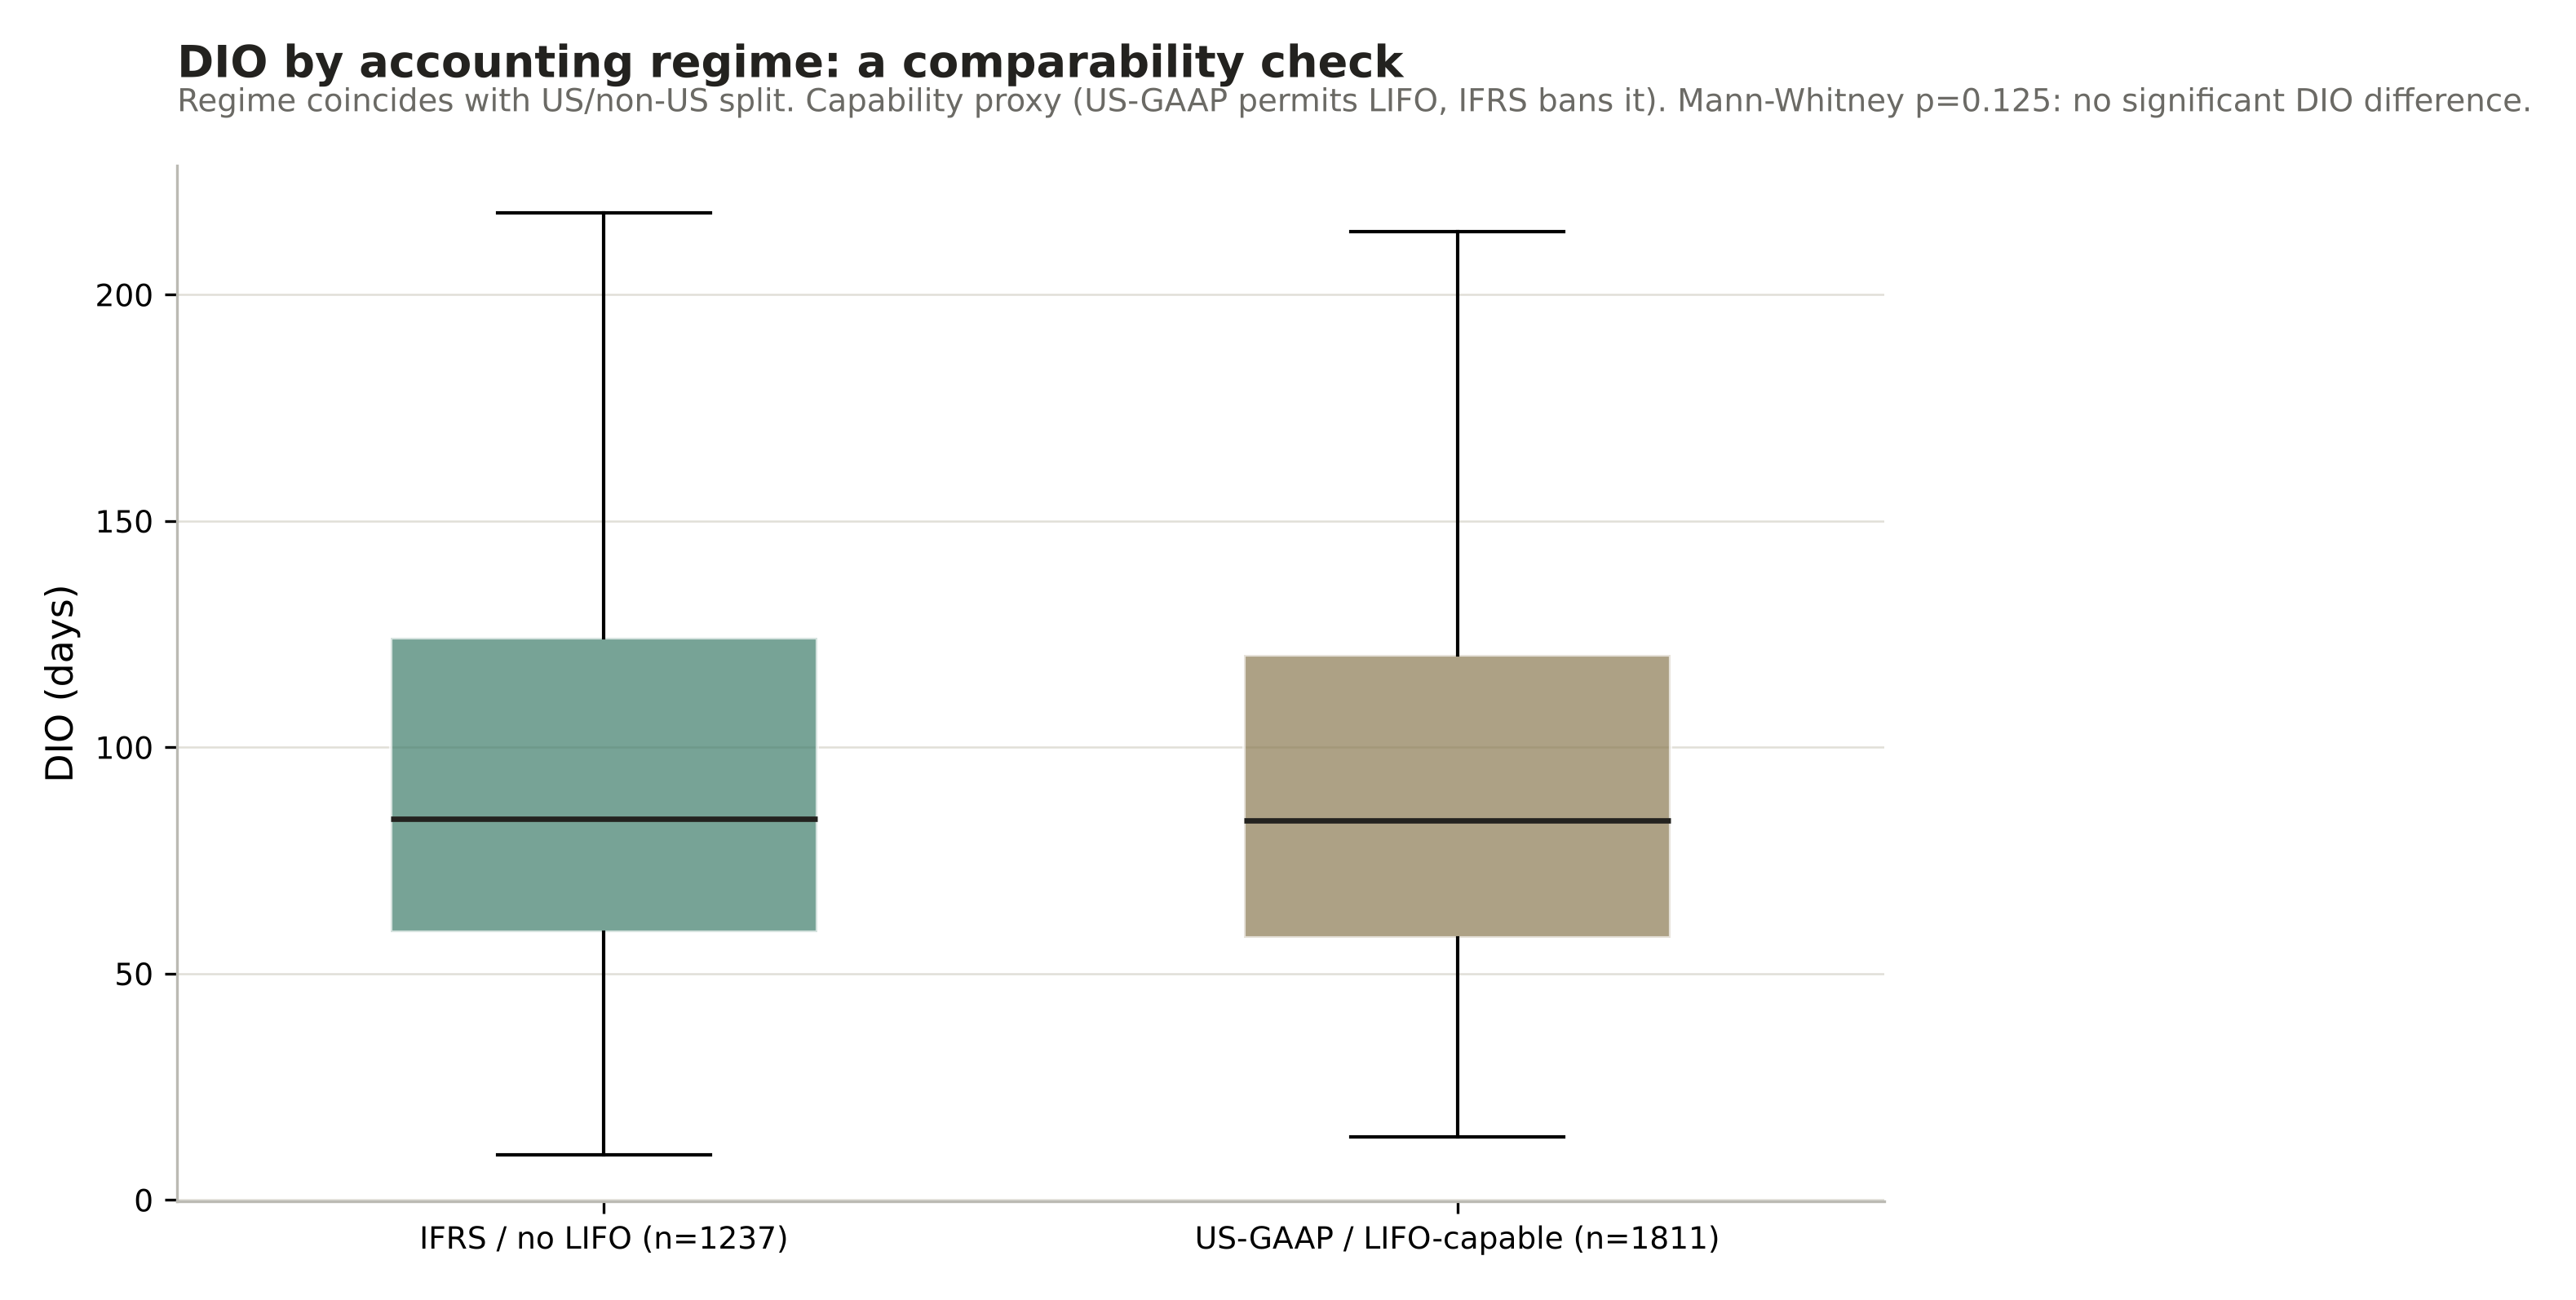 DIO by accounting regime: a comparability check
Regime coincides with US/non-US split. Capability proxy (US-GAAP permits LIFO, IFRS bans it). Mann-Whitney p=0.125: no significant DIO difference.
DIO (days)
200
150
100
50
0
IFRS / no LIFO (n=1237)
US-GAAP / LIFO-capable (n=1811)